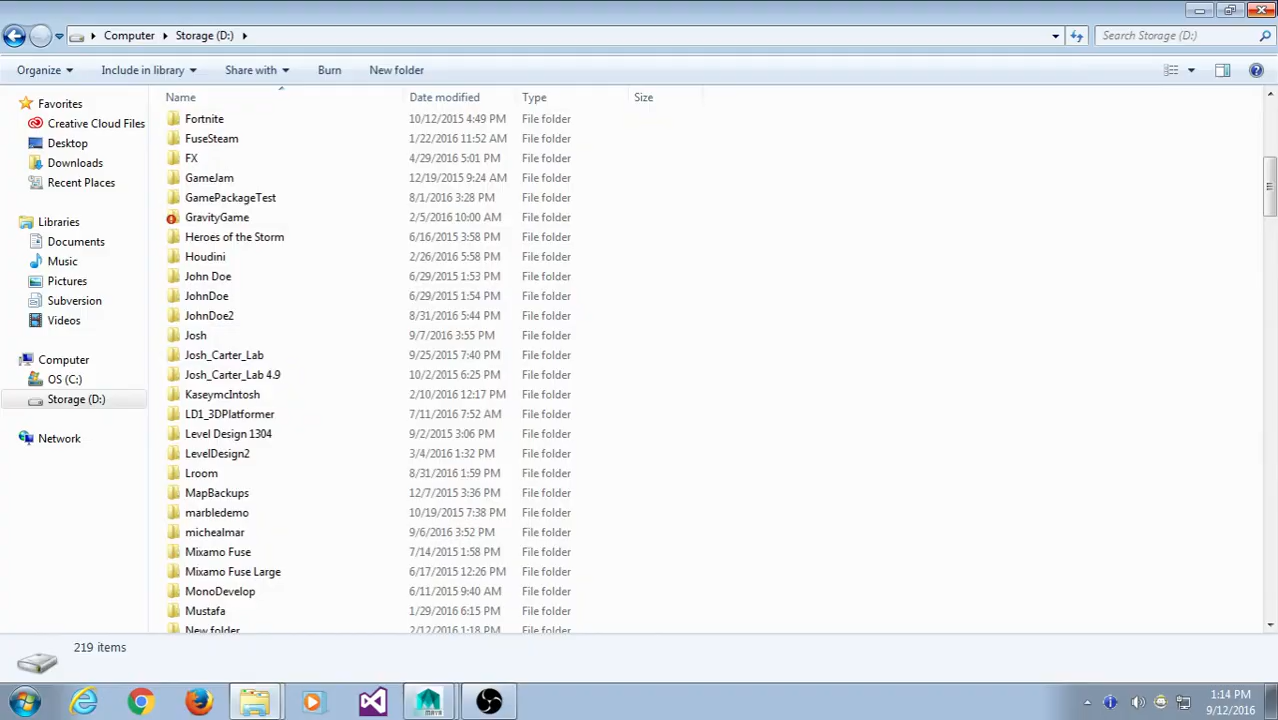 Computer Storage (D:) Search Storage (D:)
Organize Include in library Share with Burn New folder
Name Date modified Type Size
Favorites
Creative Cloud Files
Desktop
Downloads
Recent Places
Libraries
Documents
Music
Pictures
Subversion
Videos
Computer
OS (C:)
Storage (D:)
Network
Fortnite 10/12/2015 4:49 PM File folder
FuseSteam 1/22/2016 11:52 AM File folder
FX 4/29/2016 5:01 PM File folder
GameJam 12/19/2015 9:24 AM File folder
GamePackageTest 8/1/2016 3:28 PM File folder
GravityGame 2/5/2016 10:00 AM File folder
Heroes of the Storm 6/16/2015 3:58 PM File folder
Houdini 2/26/2016 5:58 PM File folder
John Doe 6/29/2015 1:53 PM File folder
JohnDoe 6/29/2015 1:54 PM File folder
JohnDoe2 8/31/2016 5:44 PM File folder
Josh 9/7/2016 3:55 PM File folder
Josh_Carter_Lab 9/25/2015 7:40 PM File folder
Josh_Carter_Lab 4.9 10/2/2015 6:25 PM File folder
KaseymcIntosh 2/10/2016 12:17 PM File folder
LD1_3DPlatformer 7/11/2016 7:52 AM File folder
Level Design 1304 9/2/2015 3:06 PM File folder
LevelDesign2 3/4/2016 1:32 PM File folder
Lroom 8/31/2016 1:59 PM File folder
MapBackups 12/7/2015 3:36 PM File folder
marbledemo 10/19/2015 7:38 PM File folder
michealmar 9/6/2016 3:52 PM File folder
Mixamo Fuse 7/14/2015 1:58 PM File folder
Mixamo Fuse Large 6/17/2015 12:26 PM File folder
MonoDevelop 6/11/2015 9:40 AM File folder
Mustafa 1/29/2016 6:15 PM File folder
New folder 2/12/2016 1:18 PM File folder
219 items
MAYA
1:14 PM
9/12/2016